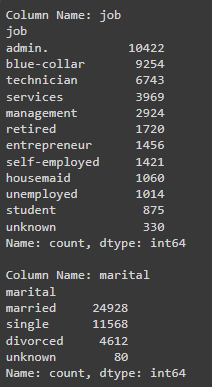 Column Name: job
job
admin. 10422
blue-collar 9254
technician 6743
services 3969
management 2924
retired 1720
entrepreneur 1456
self-employed 1421
housemaid 1060
unemployed 1014
student 875
unknown 330
Name: count, dtype: int64

Column Name: marital
marital
married 24928
single 11568
divorced 4612
unknown 80
Name: count, dtype: int64